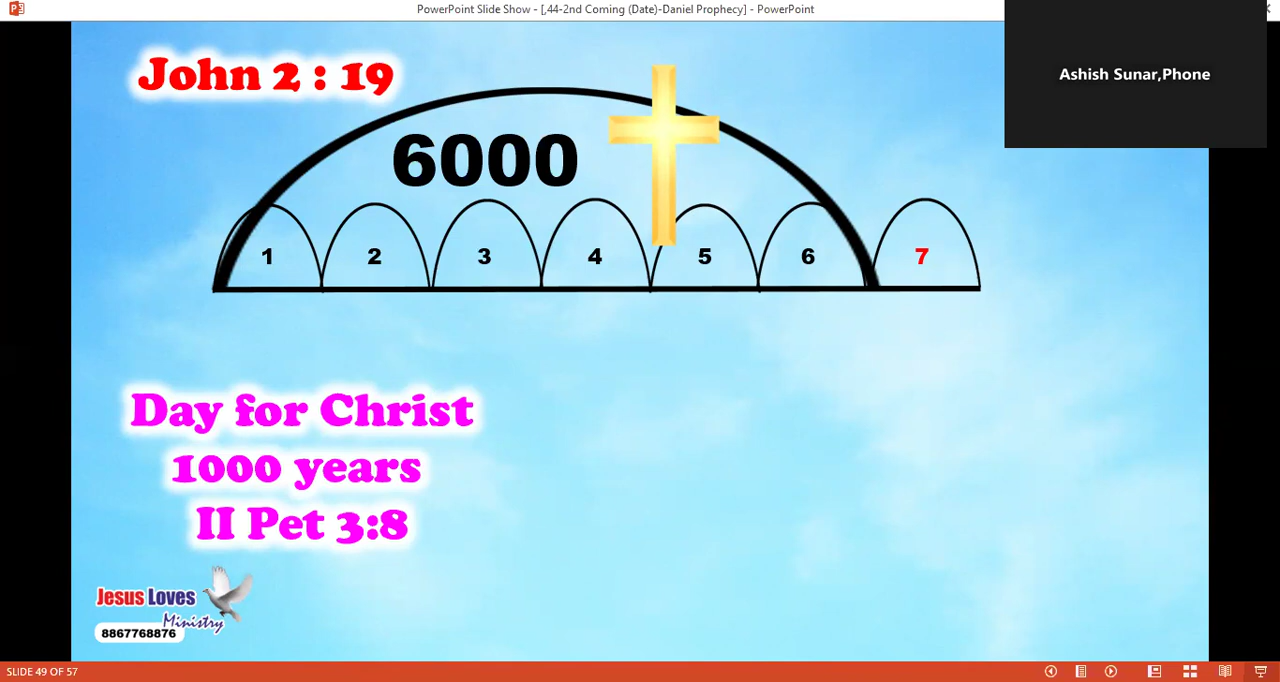 PowerPoint Slide Show - [,44-2nd Coming (Date)-Daniel Prophecy] - PowerPoint
Ashish Sunar,Phone
John 2 : 19
6000
1 2 3 4 5 6 7
Day for Christ
1000 years
II Pet 3:8
Jesus Loves
Ministry
8867768876
SLIDE 49 OF 57